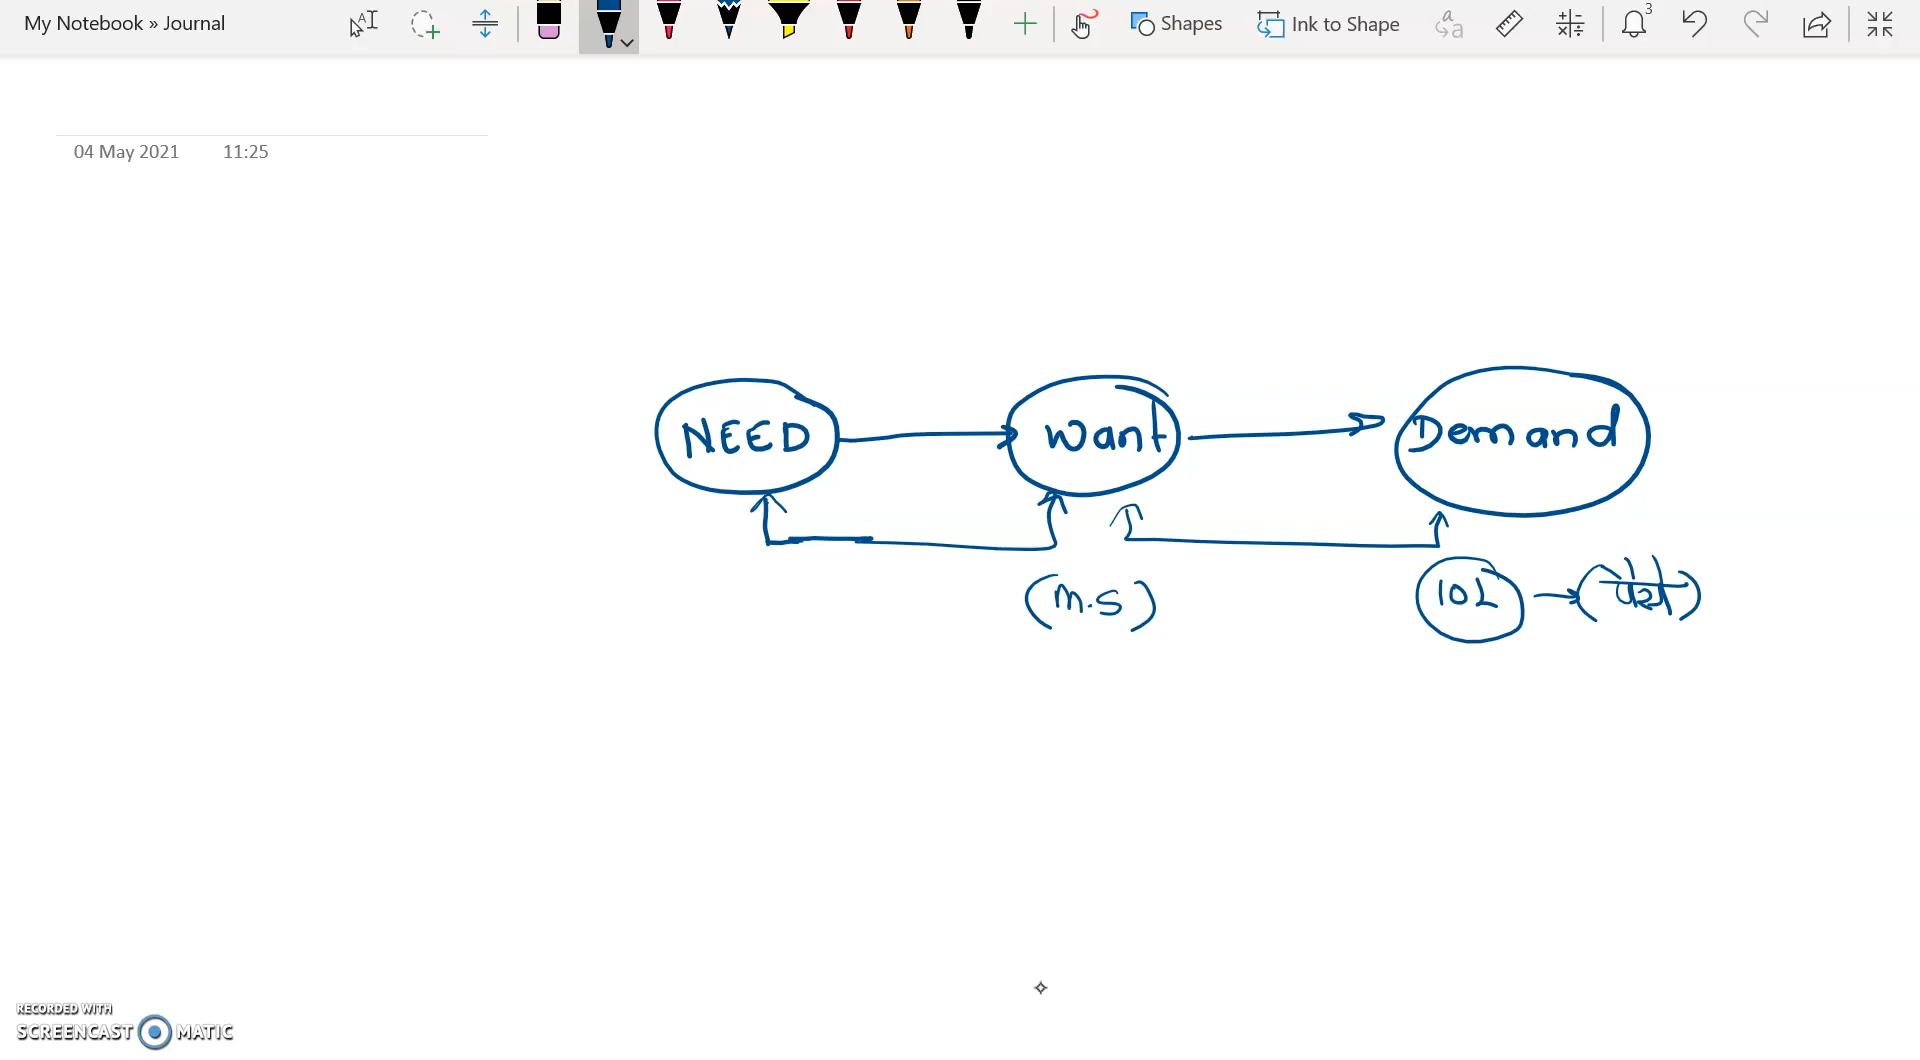 My Notebook » Journal
Shapes
Ink to Shape
3
04 May 2021 11:25
NEED Want Demand
(M.S) 10L
RECORDED WITH
SCREENCAST MATIC